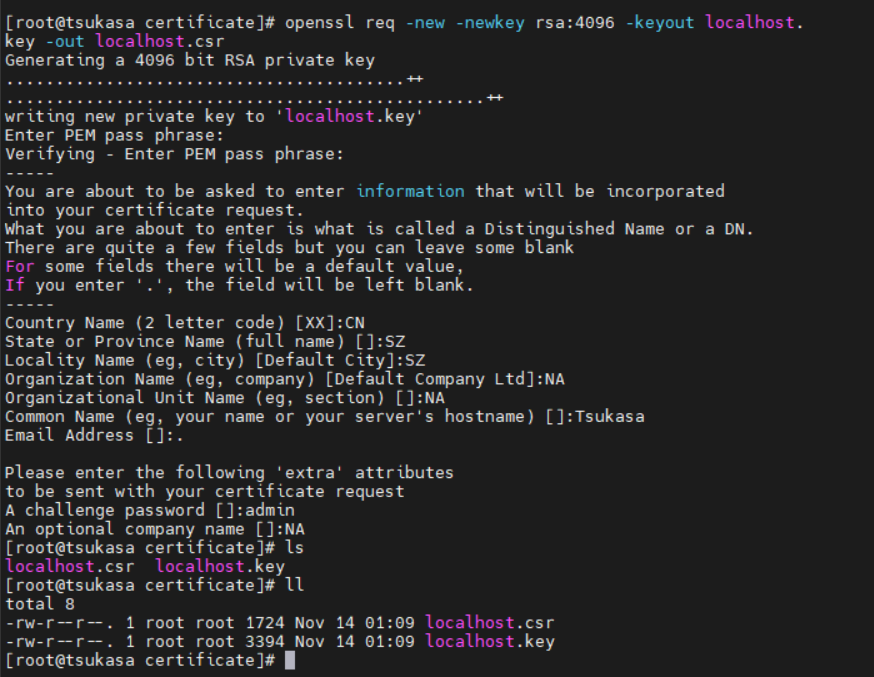 [root@tsukasa certificate]# openssl req -new -newkey rsa:4096 -keyout localhost.
key -out localhost.csr
Generating a 4096 bit RSA private key
........................................++
................................................++
writing new private key to 'localhost.key'
Enter PEM pass phrase:
Verifying - Enter PEM pass phrase:
-----
You are about to be asked to enter information that will be incorporated
into your certificate request.
What you are about to enter is what is called a Distinguished Name or a DN.
There are quite a few fields but you can leave some blank
For some fields there will be a default value,
If you enter '.', the field will be left blank.
-----
Country Name (2 letter code) [XX]:CN
State or Province Name (full name) []:SZ
Locality Name (eg, city) [Default City]:SZ
Organization Name (eg, company) [Default Company Ltd]:NA
Organizational Unit Name (eg, section) []:NA
Common Name (eg, your name or your server's hostname) []:Tsukasa
Email Address []:.

Please enter the following 'extra' attributes
to be sent with your certificate request
A challenge password []:admin
An optional company name []:NA
[root@tsukasa certificate]# ls
localhost.csr  localhost.key
[root@tsukasa certificate]# ll
total 8
-rw-r--r--. 1 root root 1724 Nov 14 01:09 localhost.csr
-rw-r--r--. 1 root root 3394 Nov 14 01:09 localhost.key
[root@tsukasa certificate]#